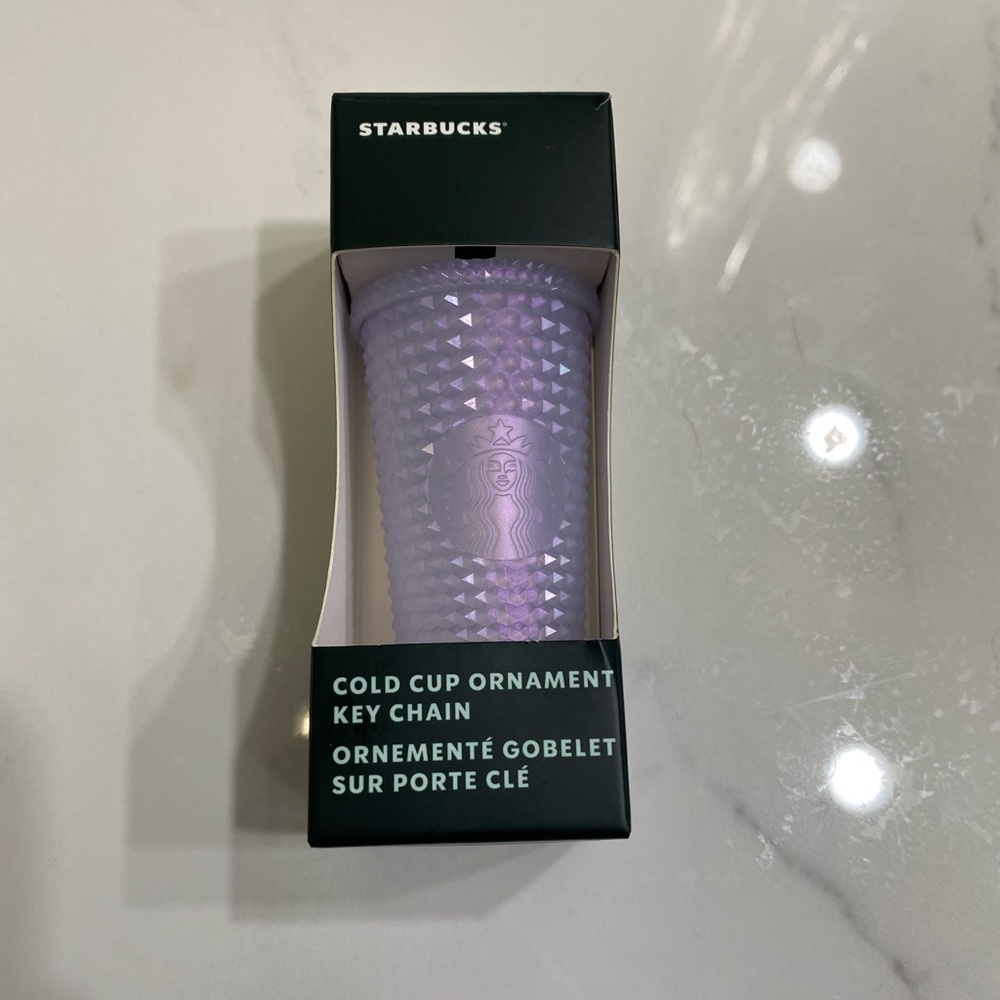 STARBUCKS®
COLD CUP ORNAMENT
KEY CHAIN
ORNEMENTÉ GOBELET
SUR PORTE CLÉ